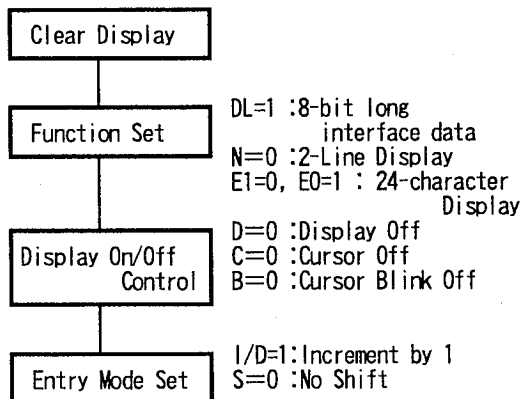 Clear Display
Function Set
DL=1 :8-bit long
interface data
N=0 :2-Line Display
E1=0, E0=1 : 24-character
Display
Display On/Off
Control
D=0 :Display Off
C=0 :Cursor Off
B=0 :Cursor Blink Off
Entry Mode Set
I/D=1:Increment by 1
S=0 :No Shift